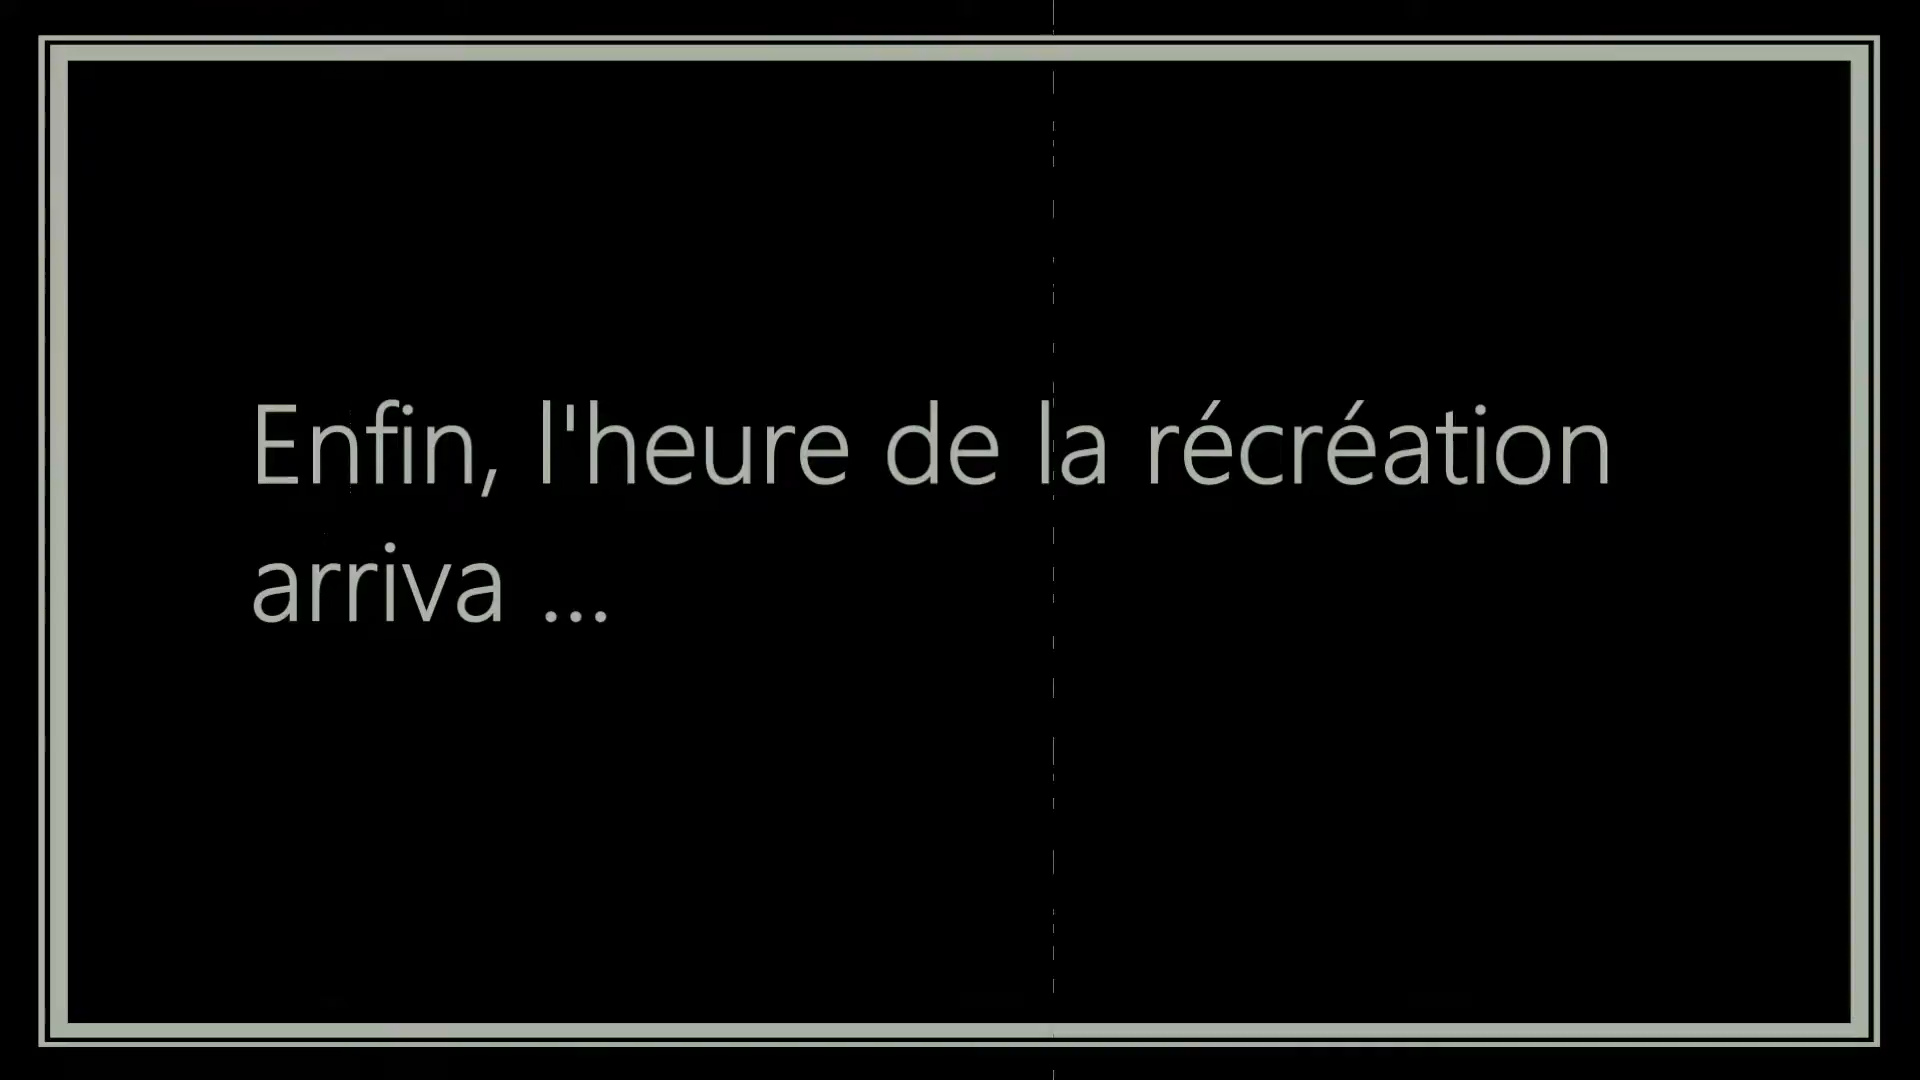 Enfin, l'heure de la récréation
arriva ...